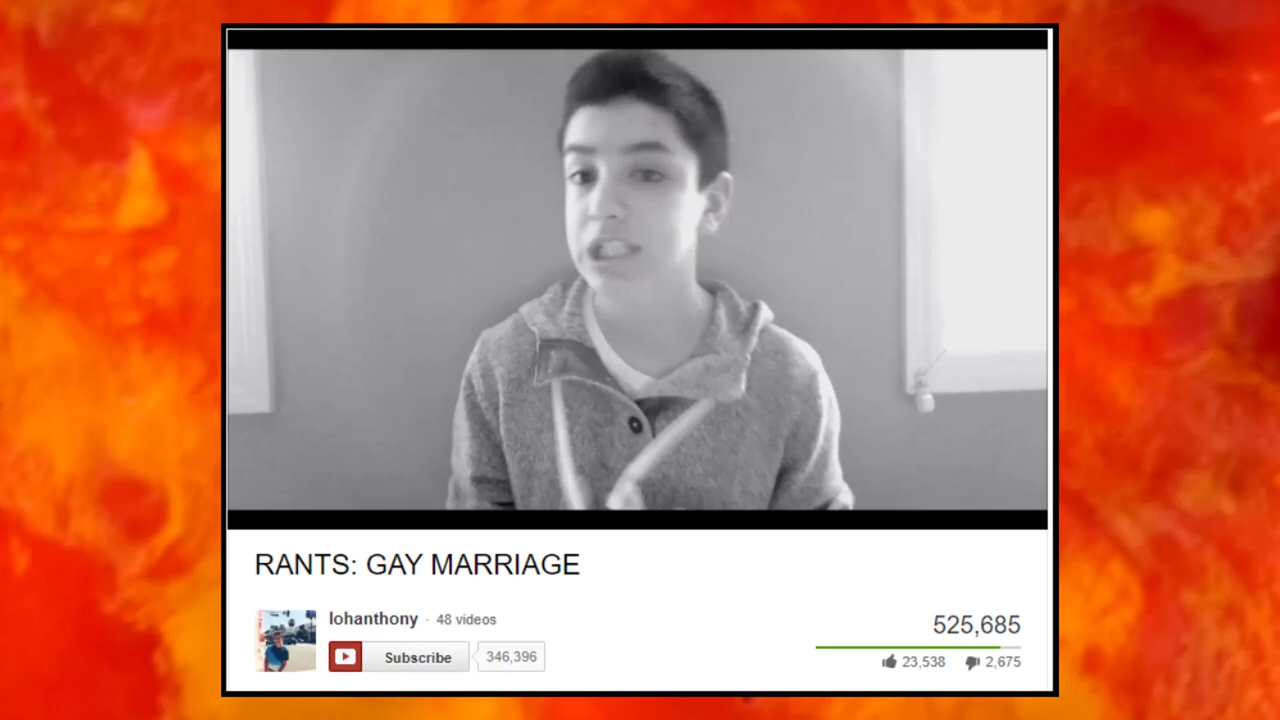 RANTS: GAY MARRIAGE
lohanthony · 48 videos
Subscribe 346,396
525,685
23,538 2,675